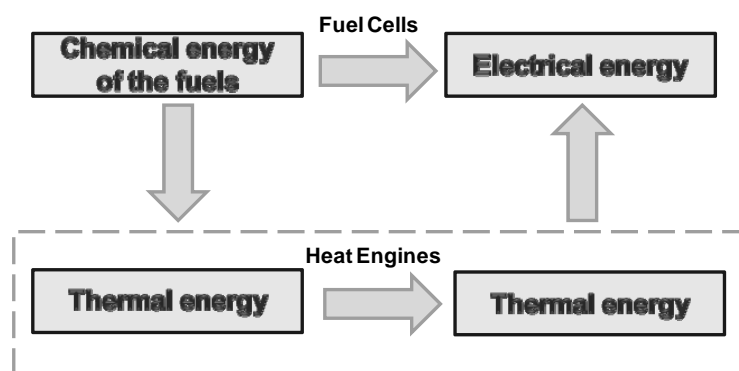 Fuel Cells
Chemical energy
of the fuels
Electrical energy
Heat Engines
Thermal energy
Thermal energy